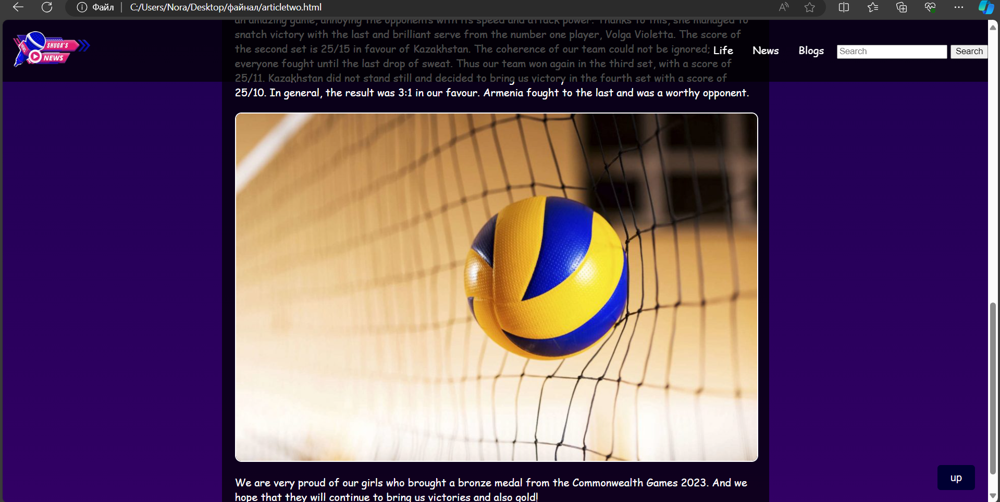 Файл
C:/Users/Nora/Desktop/файнал/articletwo.html
SHUGA'S
NEWS
NEWS
Life
News
Blogs
Search
Search
an amazing game, annoying the opponents with its speed and attack power. Thanks to this, she managed to
snatch victory with the last and brilliant serve from the number one player, Volga Violetta. The score of
the second set is 25/15 in favour of Kazakhstan. The coherence of our team could not be ignored;
everyone fought until the last drop of sweat. Thus our team won again in the third set, with a score of
25/11. Kazakhstan did not stand still and decided to bring us victory in the fourth set with a score of
25/10. In general, the result was 3:1 in our favour. Armenia fought to the last and was a worthy opponent.
We are very proud of our girls who brought a bronze medal from the Commonwealth Games 2023. And we
hope that they will continue to bring us victories and also gold!
up